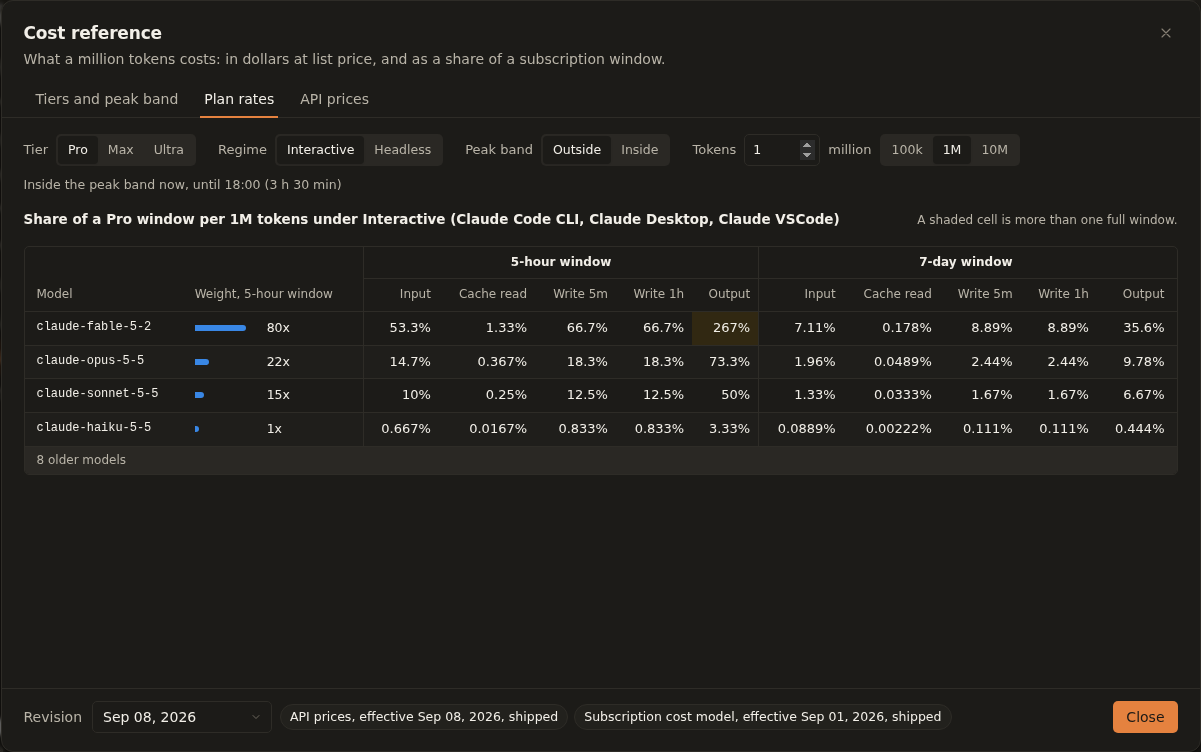 Cost reference
What a million tokens costs: in dollars at list price, and as a share of a subscription window.
Tiers and peak band Plan rates API prices
Tier Pro Max Ultra Regime Interactive Headless Peak band Outside Inside Tokens 1 million 100k 1M 10M
Inside the peak band now, until 18:00 (3 h 30 min)
Share of a Pro window per 1M tokens under Interactive (Claude Code CLI, Claude Desktop, Claude VSCode) A shaded cell is more than one full window.
5-hour window 7-day window
Model Weight, 5-hour window Input Cache read Write 5m Write 1h Output Input Cache read Write 5m Write 1h Output
claude-fable-5-2 80x 53.3% 1.33% 66.7% 66.7% 267% 7.11% 0.178% 8.89% 8.89% 35.6%
claude-opus-5-5 22x 14.7% 0.367% 18.3% 18.3% 73.3% 1.96% 0.0489% 2.44% 2.44% 9.78%
claude-sonnet-5-5 15x 10% 0.25% 12.5% 12.5% 50% 1.33% 0.0333% 1.67% 1.67% 6.67%
claude-haiku-5-5 1x 0.667% 0.0167% 0.833% 0.833% 3.33% 0.0889% 0.00222% 0.111% 0.111% 0.444%
8 older models
Revision Sep 08, 2026 API prices, effective Sep 08, 2026, shipped Subscription cost model, effective Sep 01, 2026, shipped Close